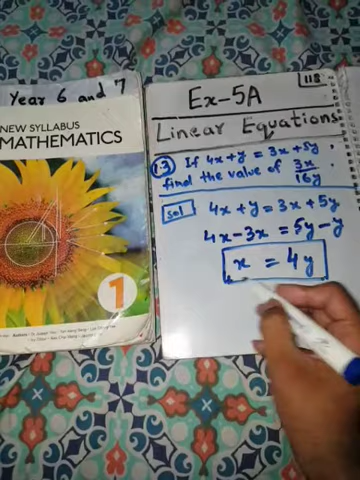 Year 6 and 7
NEW SYLLABUS
MATHEMATICS
1
118
Ex-5A
Linear Equations
13 If 4x+y = 3x+5y,
find the value of 3x/16y.
Sol 4x+y = 3x+5y
4x-3x = 5y-y
x = 4y